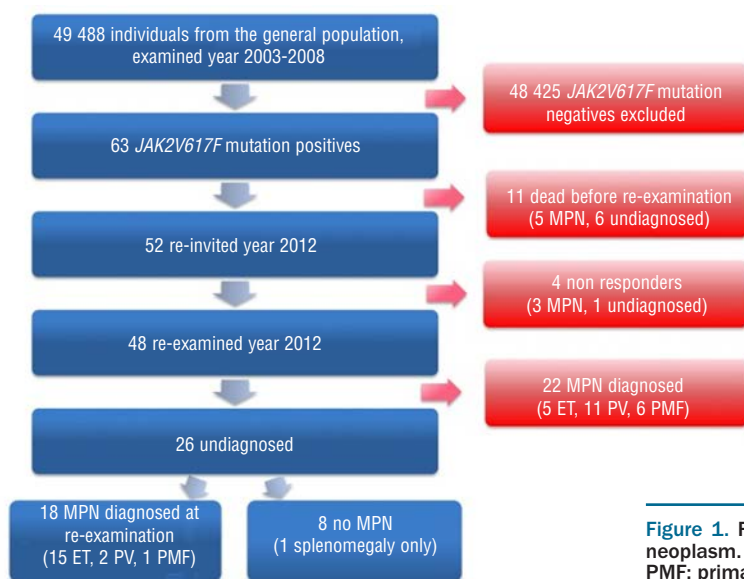 49 488 individuals from the general population,
examined year 2003-2008
48 425 JAK2V617F mutation
negatives excluded
63 JAK2V617F mutation positives
11 dead before re-examination
(5 MPN, 6 undiagnosed)
52 re-invited year 2012
4 non responders
(3 MPN, 1 undiagnosed)
48 re-examined year 2012
22 MPN diagnosed
(5 ET, 11 PV, 6 PMF)
26 undiagnosed
18 MPN diagnosed at
re-examination
(15 ET, 2 PV, 1 PMF)
8 no MPN
(1 splenomegaly only)
Figure 1.
neoplasm.
PMF: prima